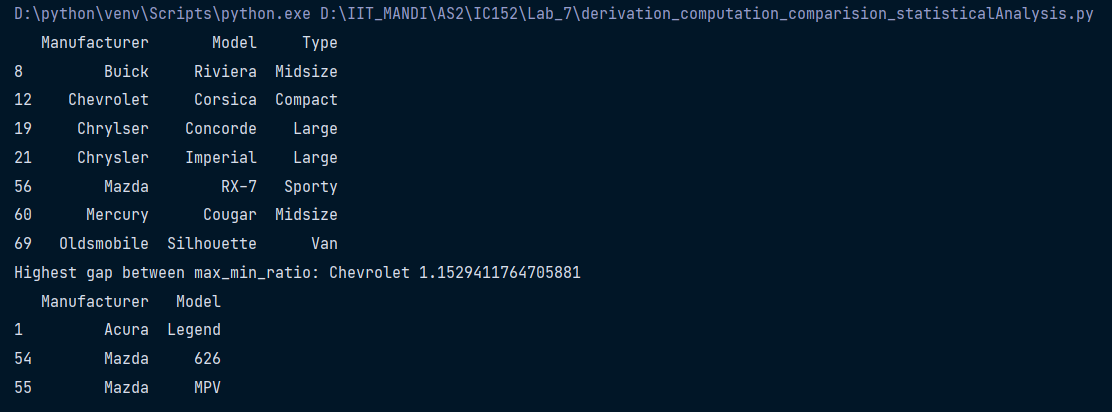 D:\python\venv\Scripts\python.exe D:\IIT_MANDI\AS2\IC152\Lab_7\derivation_computation_comparision_statisticalAnalysis.py
   Manufacturer       Model     Type
8         Buick     Riviera  Midsize
12    Chevrolet     Corsica  Compact
19     Chrylser    Concorde    Large
21     Chrysler    Imperial    Large
56        Mazda        RX-7   Sporty
60      Mercury      Cougar  Midsize
69   Oldsmobile  Silhouette      Van
Highest gap between max_min_ratio: Chevrolet 1.1529411764705881
   Manufacturer   Model
1         Acura  Legend
54        Mazda     626
55        Mazda     MPV